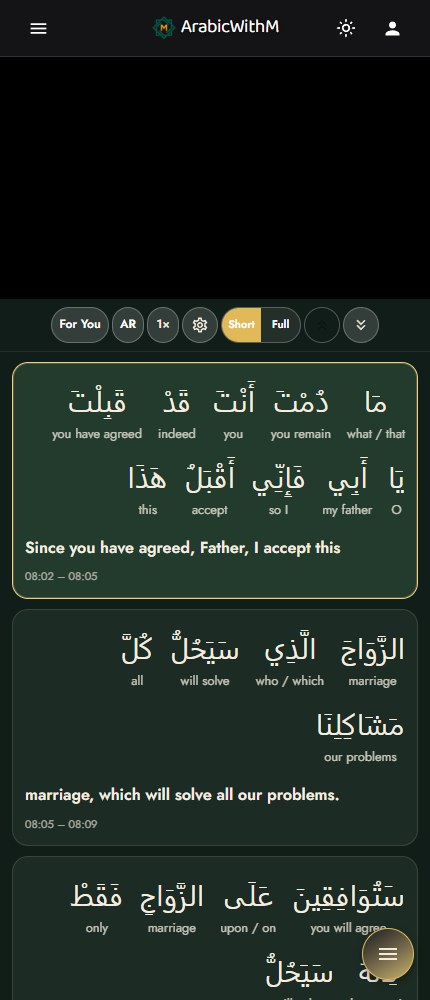 ArabicWithM
For You AR 1× Short Full
مَا دُمْتَ أَنْتَ قَدْ قَبِلْتَ
what / that you remain you indeed you have agreed
يَا أَبِي فَإِنِّي أَقْبَلُ هَذَا
O my father so I accept this
Since you have agreed, Father, I accept this
08:02 – 08:05
الزَّوَاجَ الَّذِي سَيَحُلُّ كُلَّ
marriage who / which will solve all
مَشَاكِلِنَا
our problems
marriage, which will solve all our problems.
08:05 – 08:09
سَتُوَافِقِينَ عَلَى الزَّوَاجِ فَقَطْ
you will agree upon / on marriage only
سَيَحُلُّ